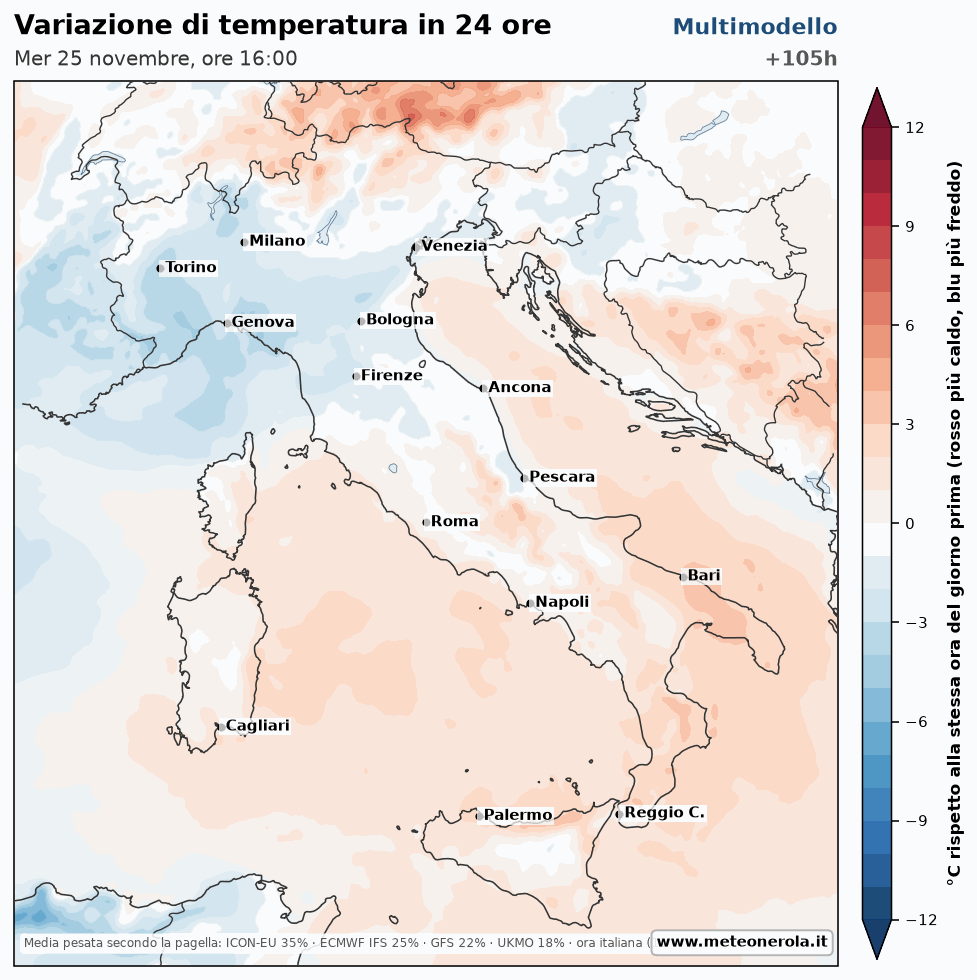 Variazione di temperatura in 24 ore
Multimodello
Mer 25 novembre, ore 16:00
+105h
Milano
Venezia
Torino
Genova
Bologna
Firenze
Ancona
Pescara
Roma
Bari
Napoli
Cagliari
Palermo
Reggio C.
12
9
6
3
0
−3
−6
−9
−12
°C rispetto alla stessa ora del giorno prima (rosso più caldo, blu più freddo)
Media pesata secondo la pagella: ICON-EU 35% · ECMWF IFS 25% · GFS 22% · UKMO 18% · ora italiana (
www.meteonerola.it